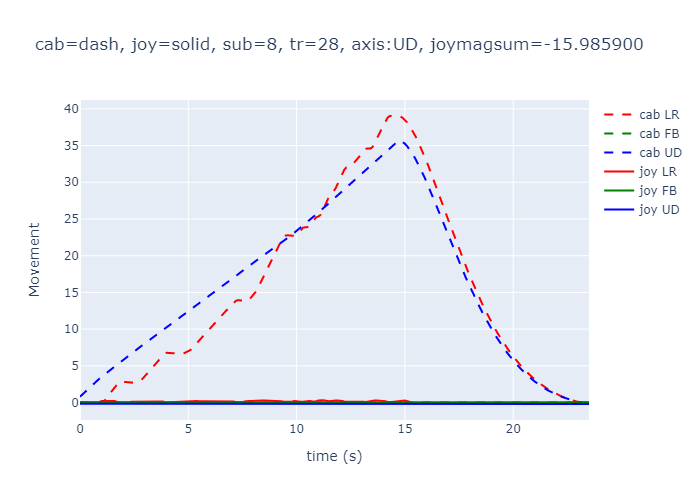 cab=dash, joy=solid, sub=8, tr=28, axis:UD, joymagsum=-15.985900
40
35
30
25
20
15
10
5
0
Movement
0 5 10 15 20
time (s)
cab LR
cab FB
cab UD
joy LR
joy FB
joy UD